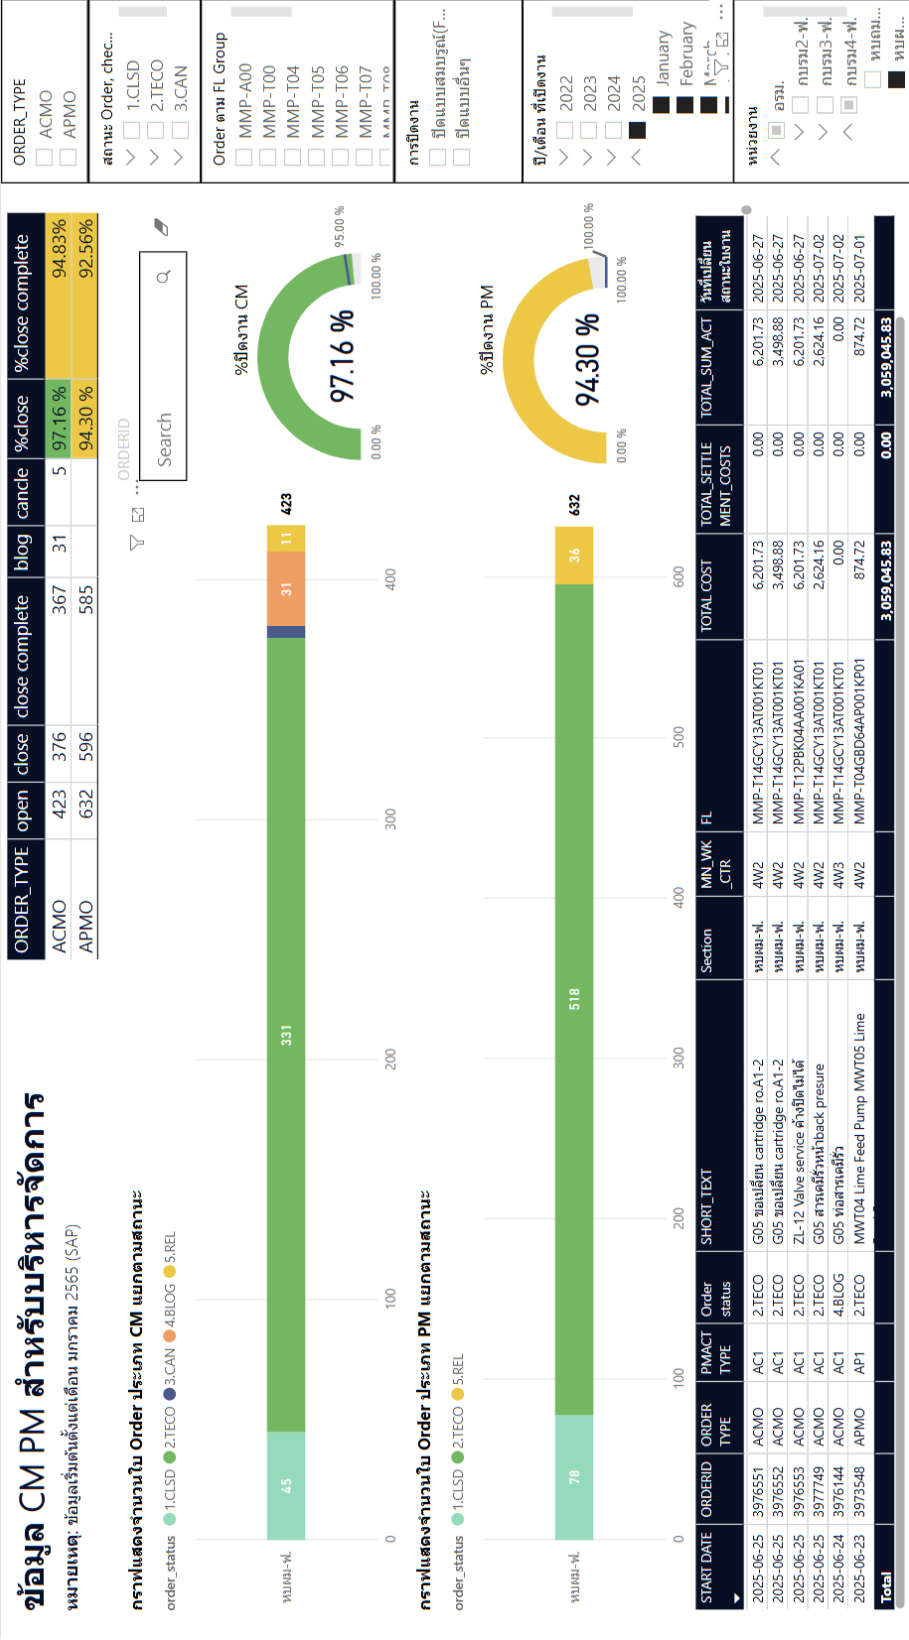 ข้อมูล CM PM สำหรับบริหารจัดการ
หมายเหตุ: ข้อมูลเริ่มต้นตั้งแต่เดือน มกราคม 2565 (SAP)
ORDER_TYPE open close close complete blog cancle %close %close complete
ACMO 423 376 367 31 5 97.16 % 94.83%
APMO 632 596 585 94.30 % 92.56%
ORDERID
Search
กราฟแสดงจำนวนใบ Order ประเภท CM แยกตามสถานะ
order_status 1.CLSD 2.TECO 3.CAN 4.BLOG 5.REL
หบผม-ฟ.
45 331 31 11 423
0 100 200 300 400
%ปิดงาน CM
97.16 %
95.00 %
0.00 % 100.00 %
กราฟแสดงจำนวนใบ Order ประเภท PM แยกตามสถานะ
order_status 1.CLSD 2.TECO 5.REL
หบผม-ฟ.
78 518 36 632
0 100 200 300 400 500 600
%ปิดงาน PM
94.30 %
100.00 %
0.00 % 100.00 %
START DATE ORDERID ORDER TYPE PMACT TYPE Order status SHORT_TEXT Section MN_WK_CTR FL TOTAL COST TOTAL_SETTLEMENT_COSTS TOTAL_SUM_ACT วันที่เปลี่ยนสถานะใบงาน
2025-06-25 3976551 ACMO AC1 2.TECO G05 ขอเปลี่ยน cartridge ro.A1-2 หบผม-ฟ. 4W2 MMP-T14GCY13AT001KT01 6,201.73 0.00 6,201.73 2025-06-27
2025-06-25 3976552 ACMO AC1 2.TECO G05 ขอเปลี่ยน cartridge ro.A1-2 หบผม-ฟ. 4W2 MMP-T14GCY13AT001KT01 3,498.88 0.00 3,498.88 2025-06-27
2025-06-25 3976553 ACMO AC1 2.TECO ZL-12 Valve service ค้างปิดไม่ได้ หบผม-ฟ. 4W2 MMP-T12PBK04AA001KA01 6,201.73 0.00 6,201.73 2025-06-27
2025-06-25 3977749 ACMO AC1 2.TECO G05 สารเคมีรั่วหน้าback presure หบผม-ฟ. 4W2 MMP-T14GCY13AT001KT01 2,624.16 0.00 2,624.16 2025-07-02
2025-06-24 3976144 ACMO AC1 4.BLOG G05 ท่อสารเคมีรั่ว หบผม-ฟ. 4W3 MMP-T14GCY13AT001KT01 0.00 0.00 0.00 2025-07-02
2025-06-23 3973548 APMO AP1 2.TECO MWT04 Lime Feed Pump MWT05 Lime หบผม-ฟ. 4W2 MMP-T04GBD64AP001KP01 874.72 0.00 874.72 2025-07-01
Total 3,059,045.83 0.00 3,059,045.83
ORDER_TYPE
ACMO
APMO
สถานะ Order, chec...
1.CLSD
2.TECO
3.CAN
Order ตาม FL Group
MMP-A00
MMP-T00
MMP-T04
MMP-T05
MMP-T06
MMP-T07
การปิดงาน
ปิดแบบสมบูรณ์(F...
ปิดแบบอื่นๆ
ปี/เดือน ที่เปิดงาน
2022
2023
2024
2025
January
February
March
หน่วยงาน
อรม.
กบรม2-ฟ.
กบรม3-ฟ.
กบรม4-ฟ.
หบถม...
หบผ...